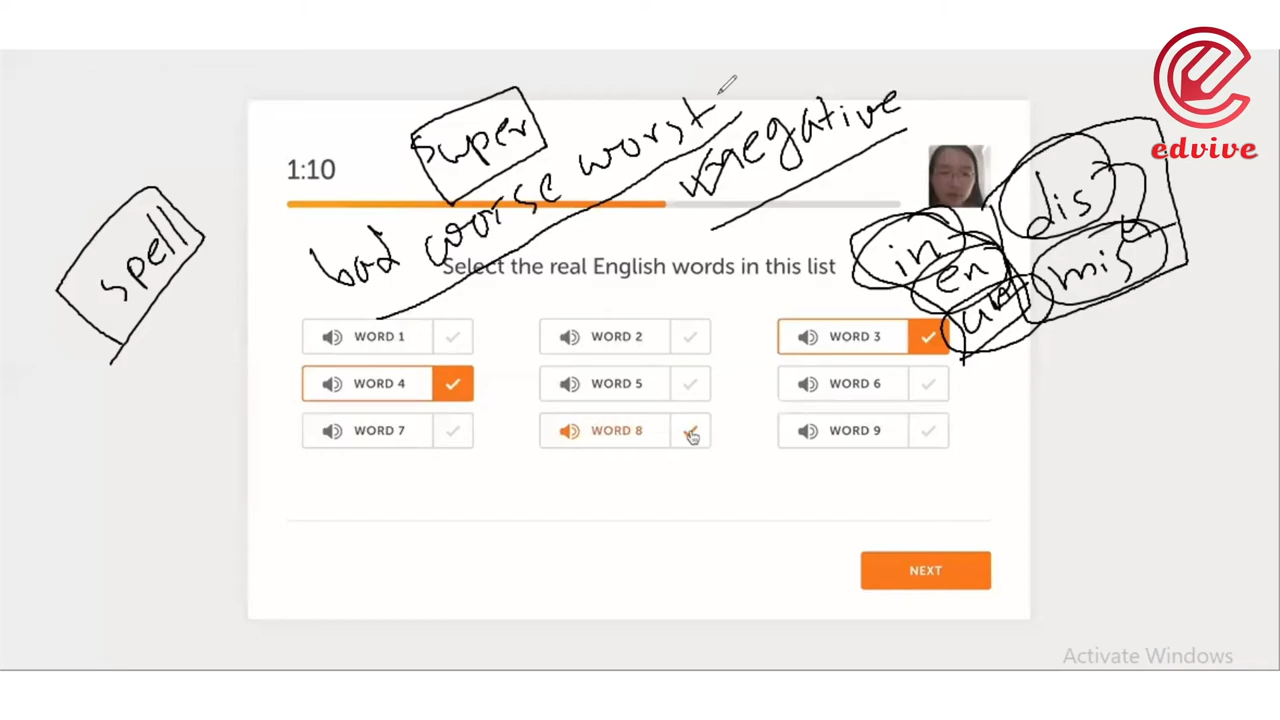 edvive
super
1:10
bad worse worst
negative
spell
dis
in
en
mis
un
Select the real English words in this list
WORD 1
WORD 2
WORD 3
WORD 4
WORD 5
WORD 6
WORD 7
WORD 8
WORD 9
NEXT
Activate Windows